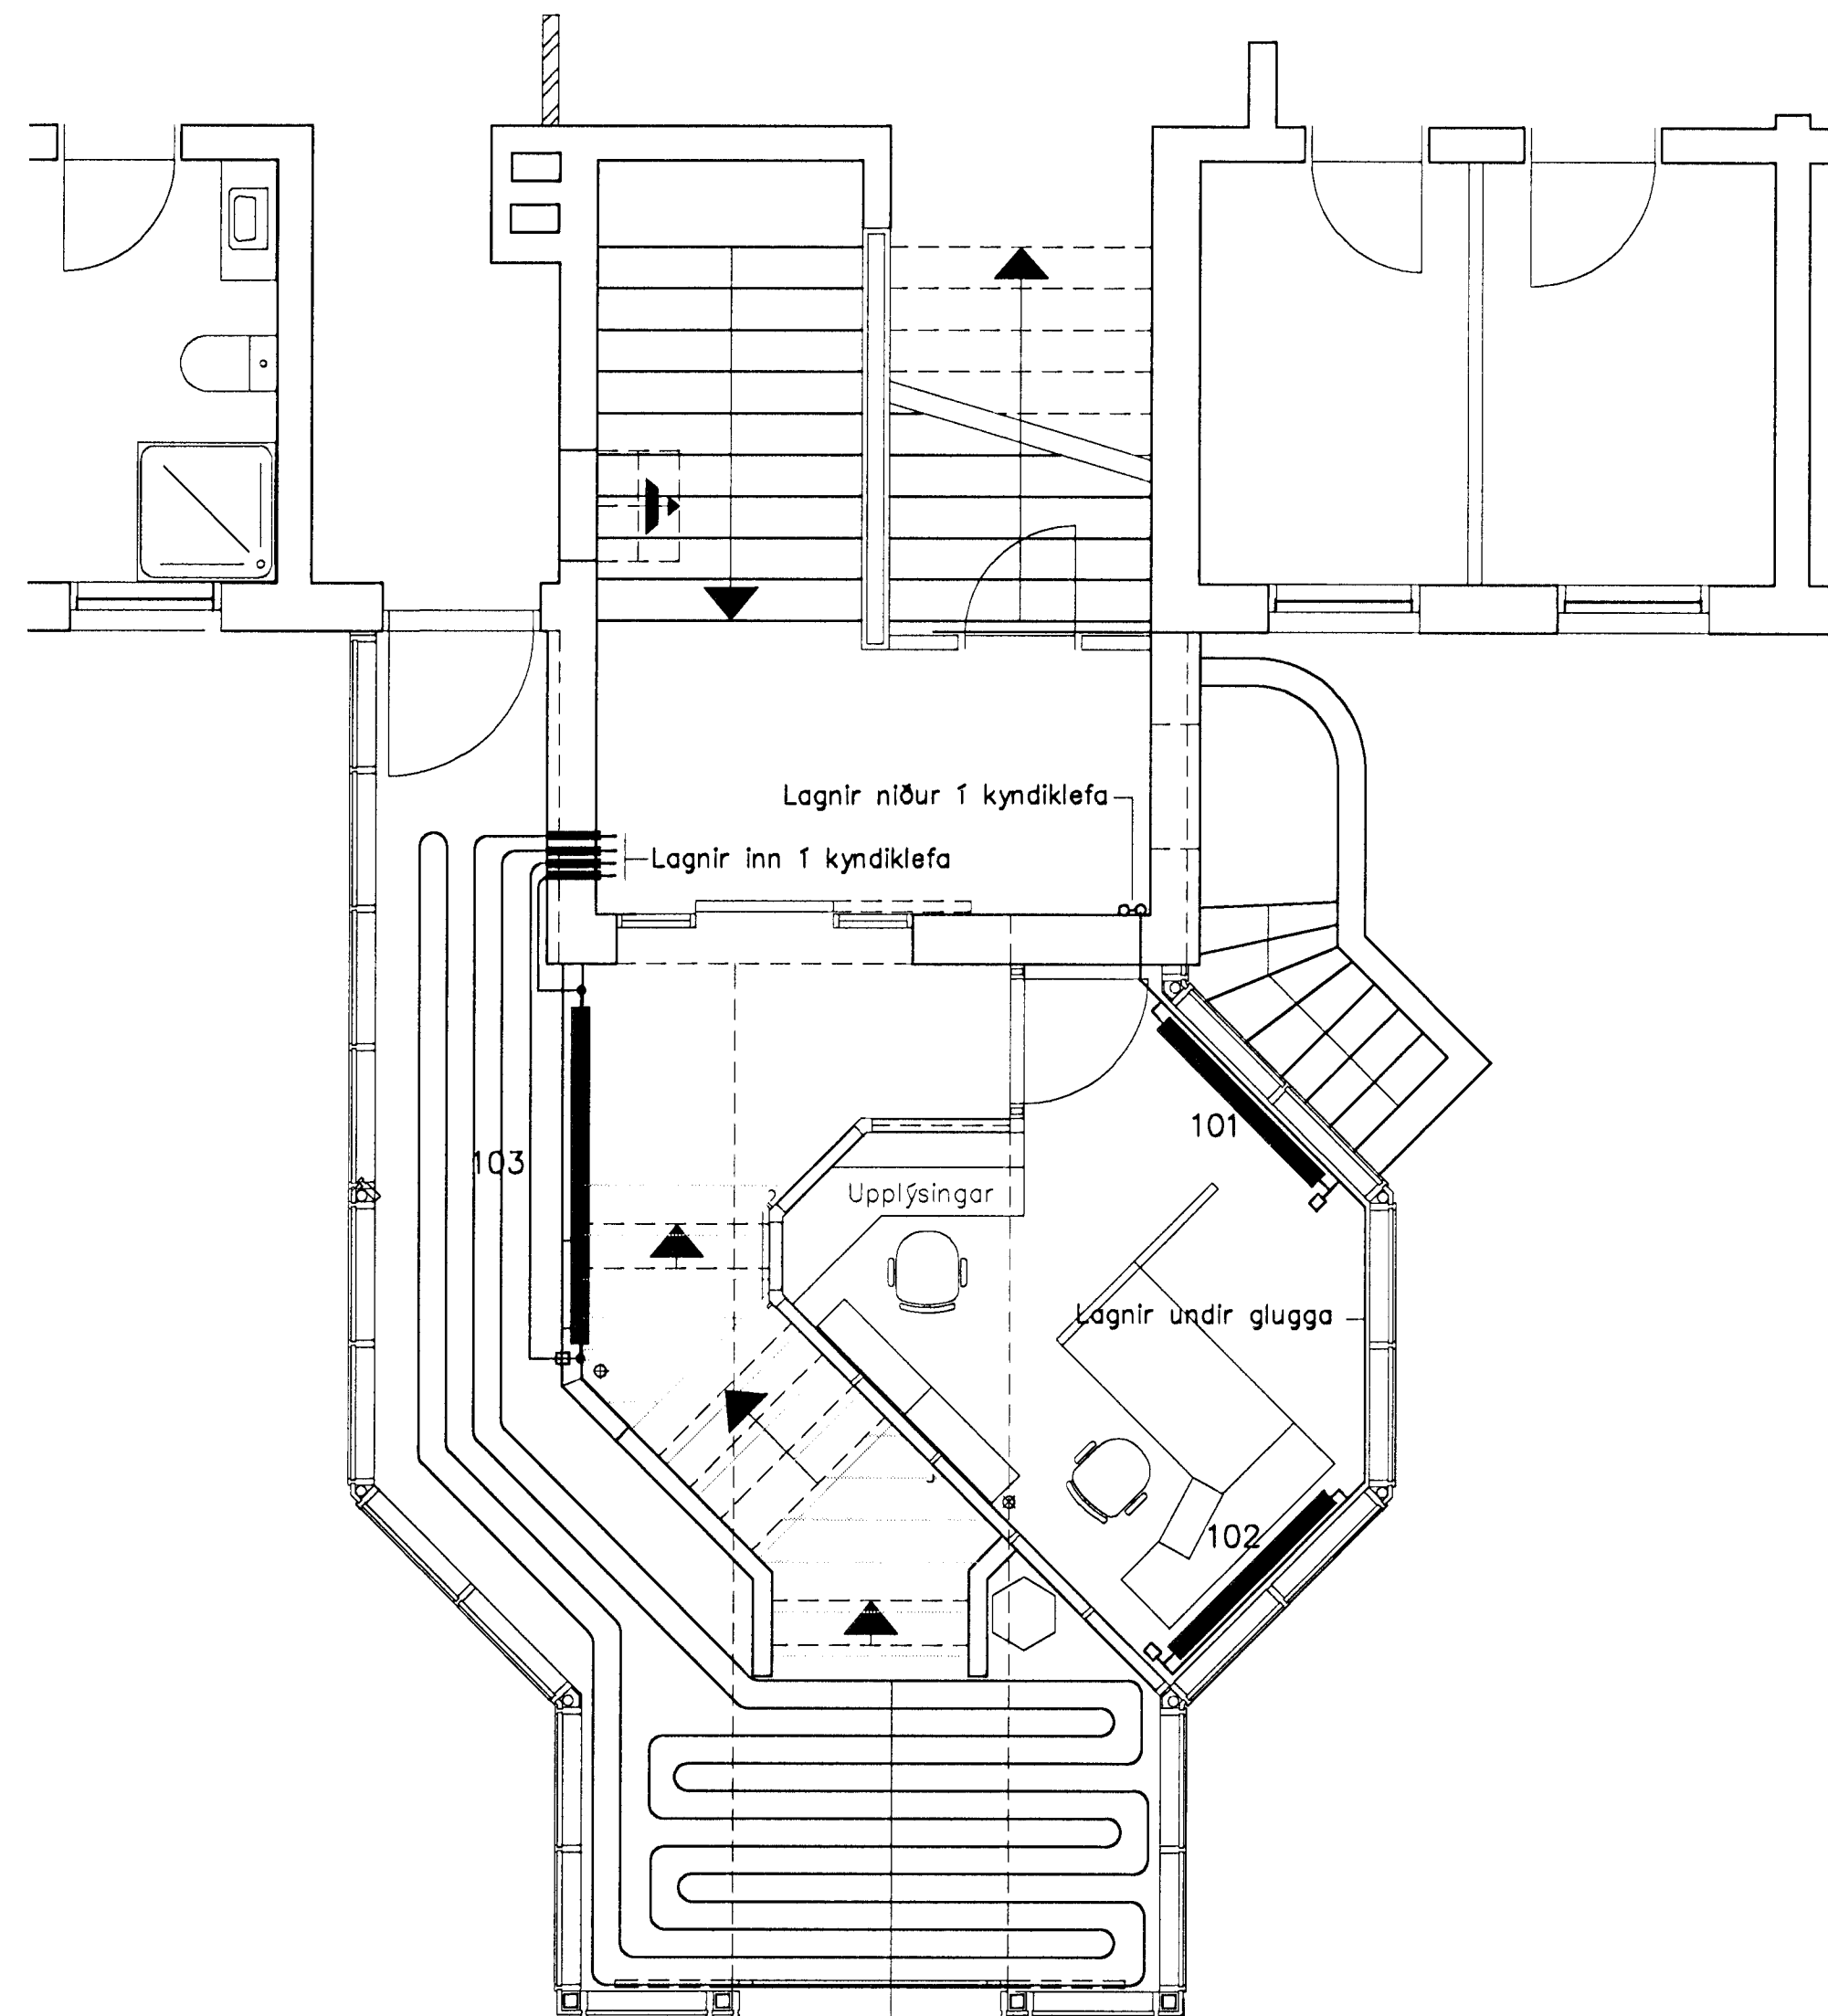 Lagnir niður í kyndiklefa
Lagnir inn í kyndiklefa
101
103
Upplýsingar
Lagnir undir glugga
102